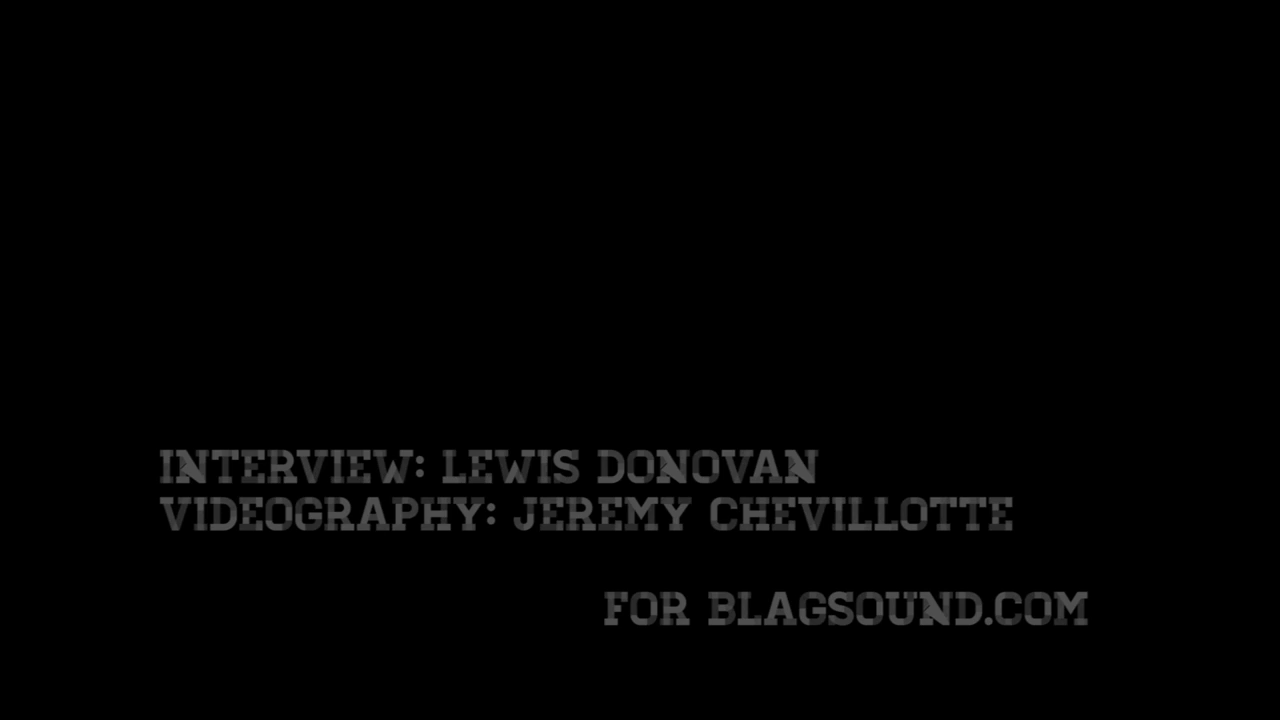 INTERVIEW: LEWIS DONOVAN
VIDEOGRAPHY: JEREMY CHEVILLOTTE
FOR BLAGSOUND.COM